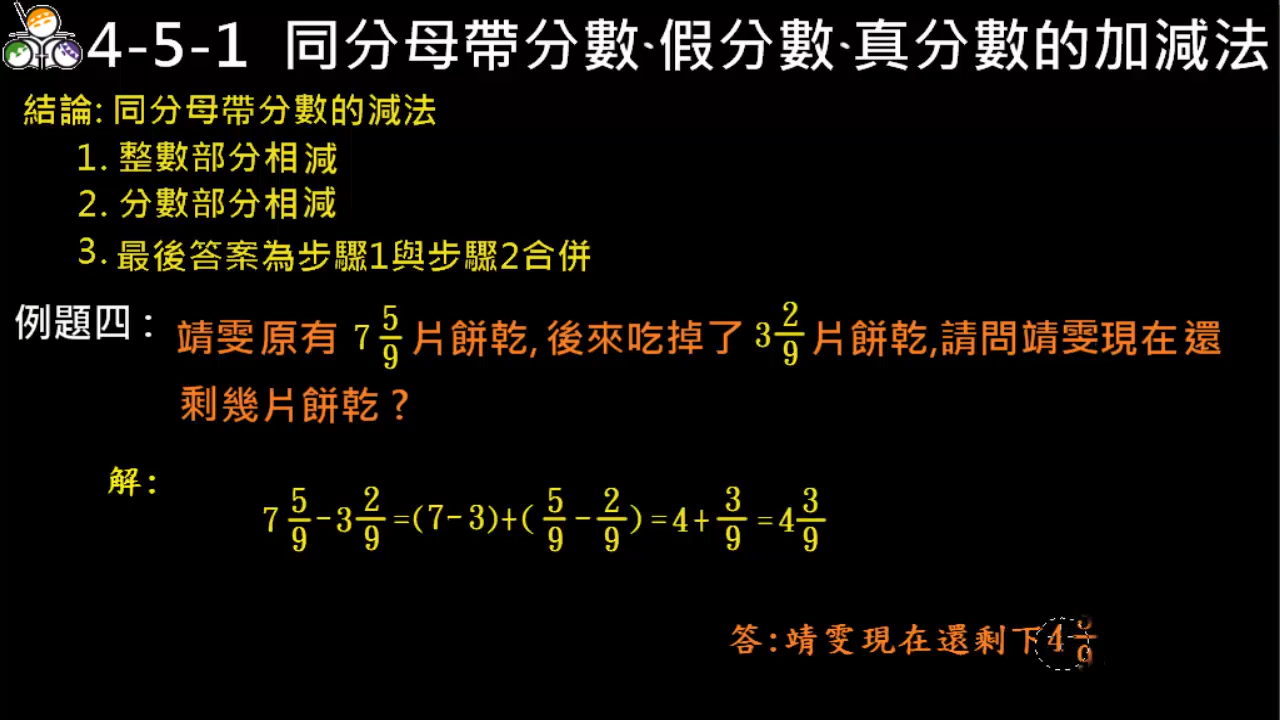 4-5-1 同分母帶分數、假分數、真分數的加減法
結論: 同分母帶分數的減法
1. 整數部分相減
2. 分數部分相減
3. 最後答案為步驟1與步驟2合併
例題四 : 靖雯原有 7 5/9 片餅乾, 後來吃掉了 3 2/9 片餅乾,請問靖雯現在還
剩幾片餅乾 ?
解 :
7 5/9 - 3 2/9 = (7-3)+( 5/9 - 2/9 ) = 4 + 3/9 = 4 3/9
答:靖雯現在還剩下4